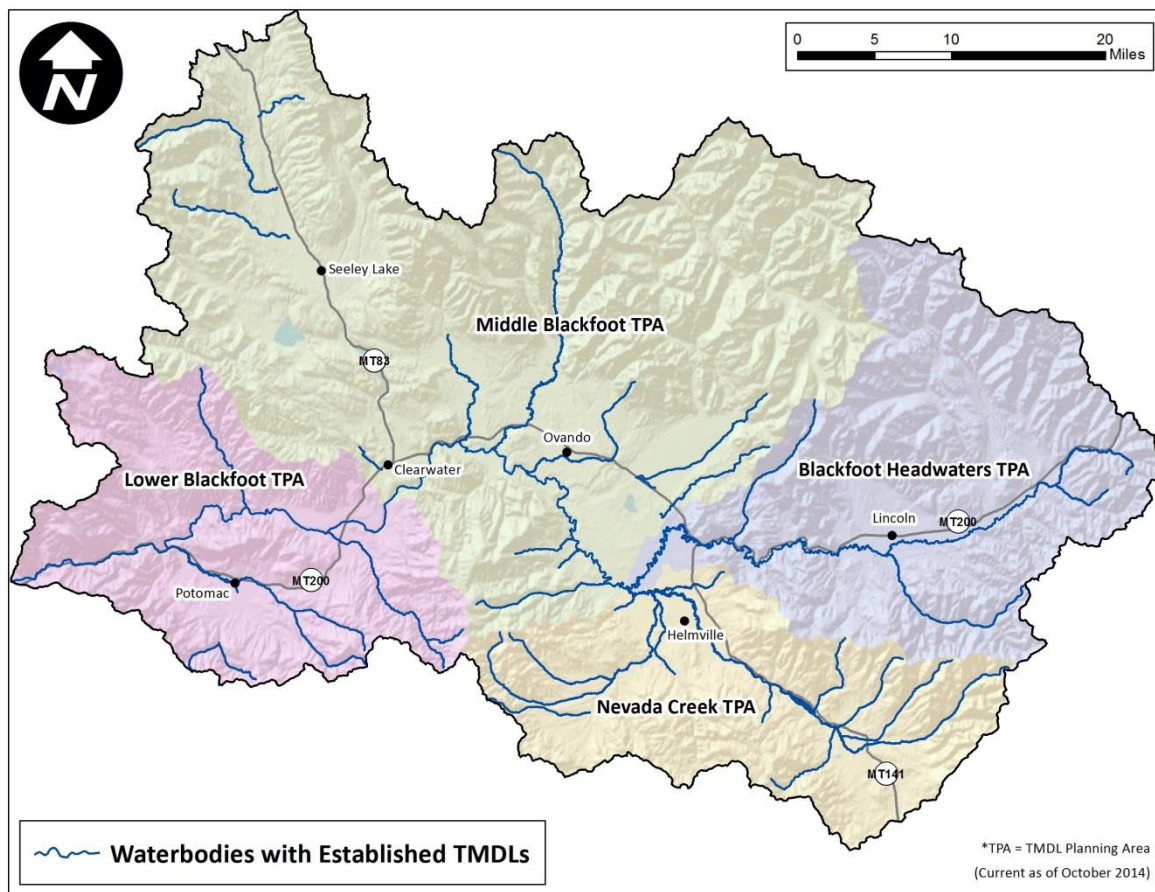 N
0 5 10 20
Miles
Seeley Lake
Middle Blackfoot TPA
MT83
Ovando
Clearwater
Lower Blackfoot TPA
Blackfoot Headwaters TPA
Lincoln
MT200
MT200
Potomac
Helmville
Nevada Creek TPA
MT141
Waterbodies with Established TMDLs
*TPA = TMDL Planning Area
(Current as of October 2014)